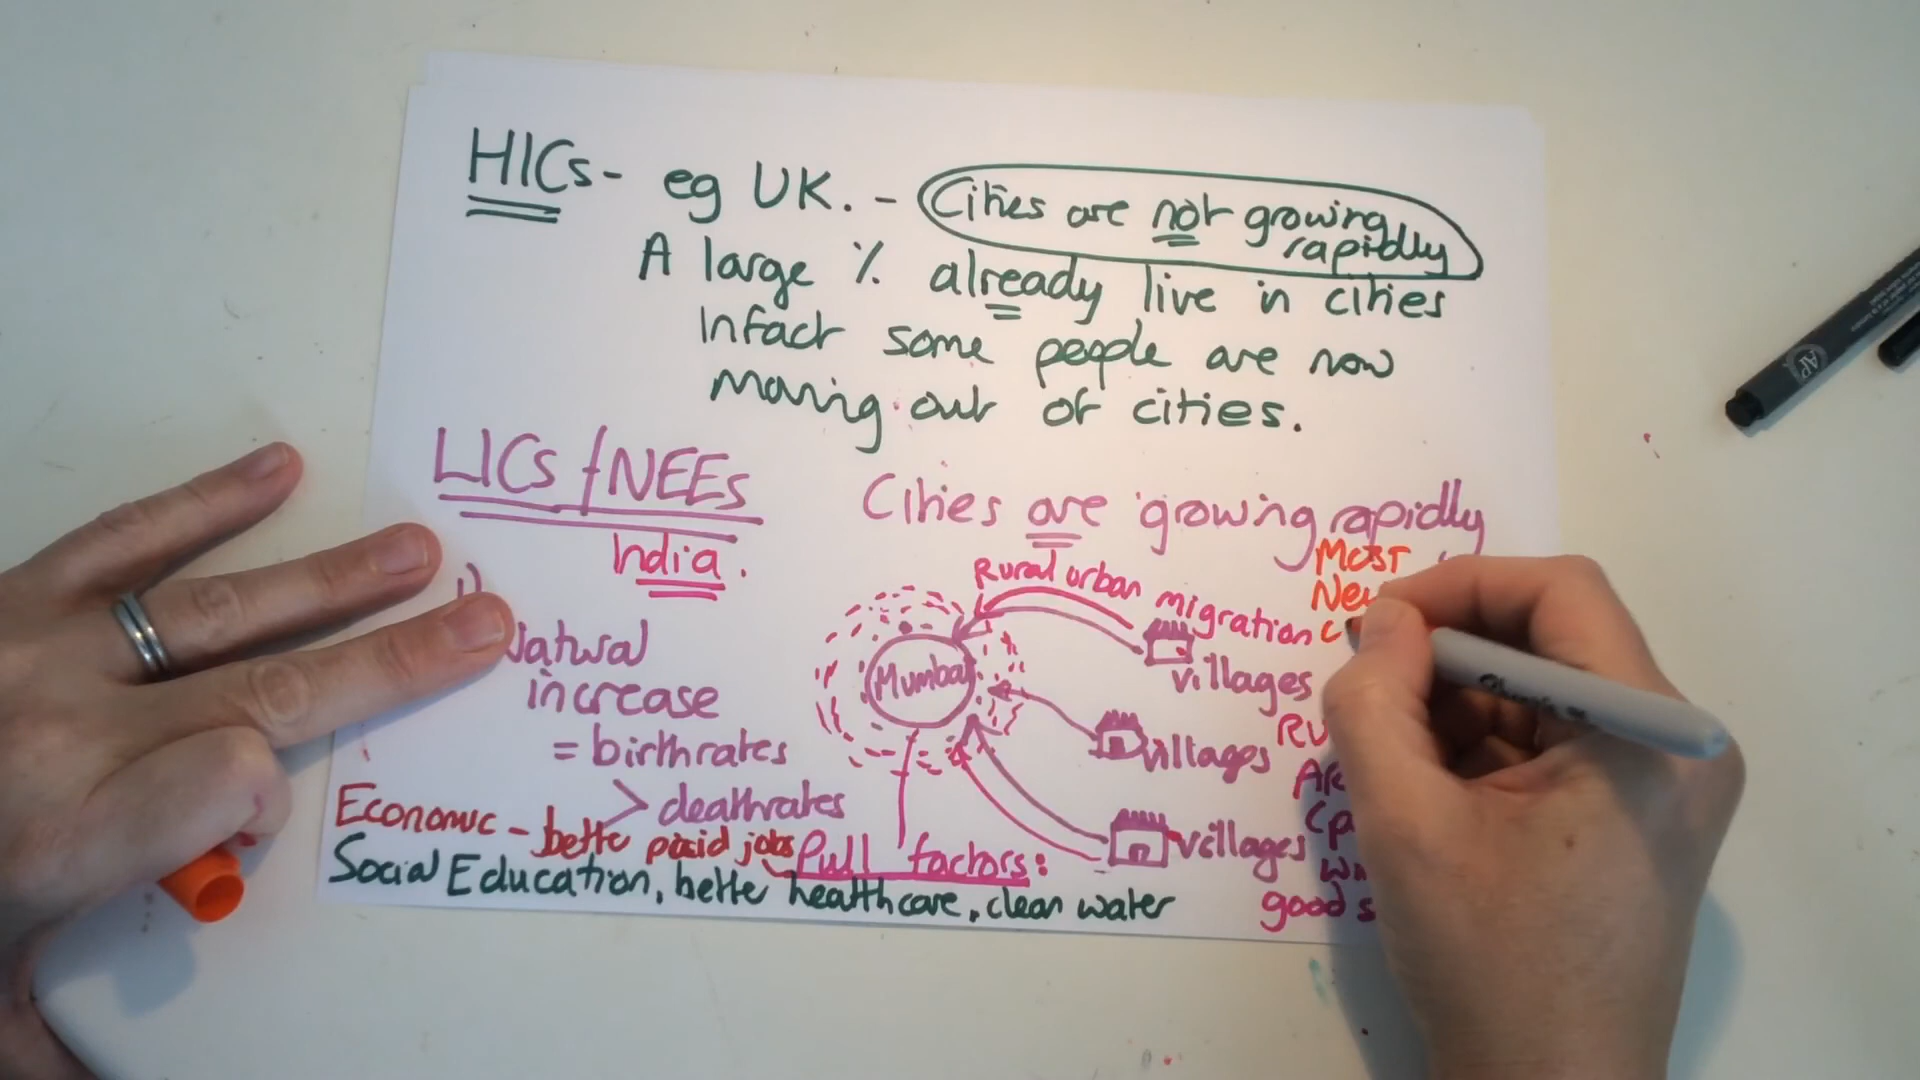 HICs - eg UK. - Cities are not growing
rapidly
A large % already live in cities
Infact some people are now
moving out of cities.
LICs / NEEs
Cities are growing rapidly
India.
Most
Rural urban migration
1)
Natural
increase
= birthrates
> deathrates
Mumbai
villages
villages
villages
good s
Economic - better paid jobs
Pull factors:
Social Education, better healthcare, clean water